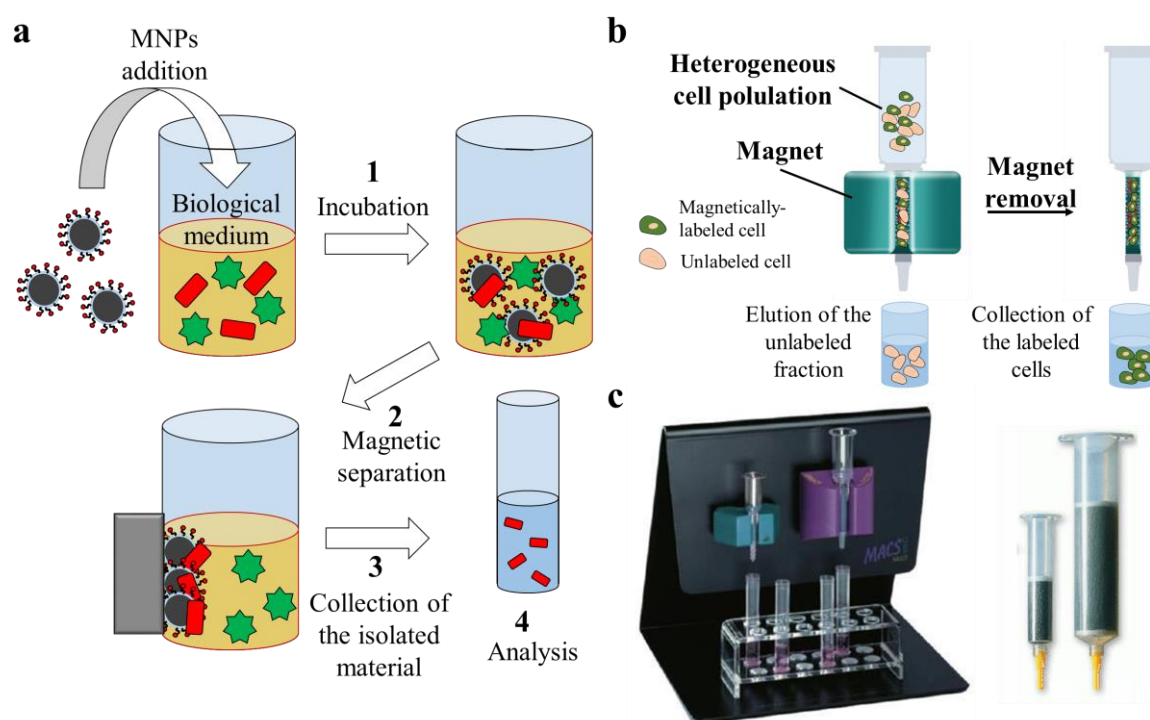 a
MNPs
addition
Biological
medium
1
Incubation
2
Magnetic
separation
3
Collection of
the isolated
material
4
Analysis
b
Heterogeneous
cell polulation
Magnet
Magnetically-
labeled cell
Unlabeled cell
Magnet
removal
Elution of the
unlabeled
fraction
Collection of
the labeled
cells
c
MACS